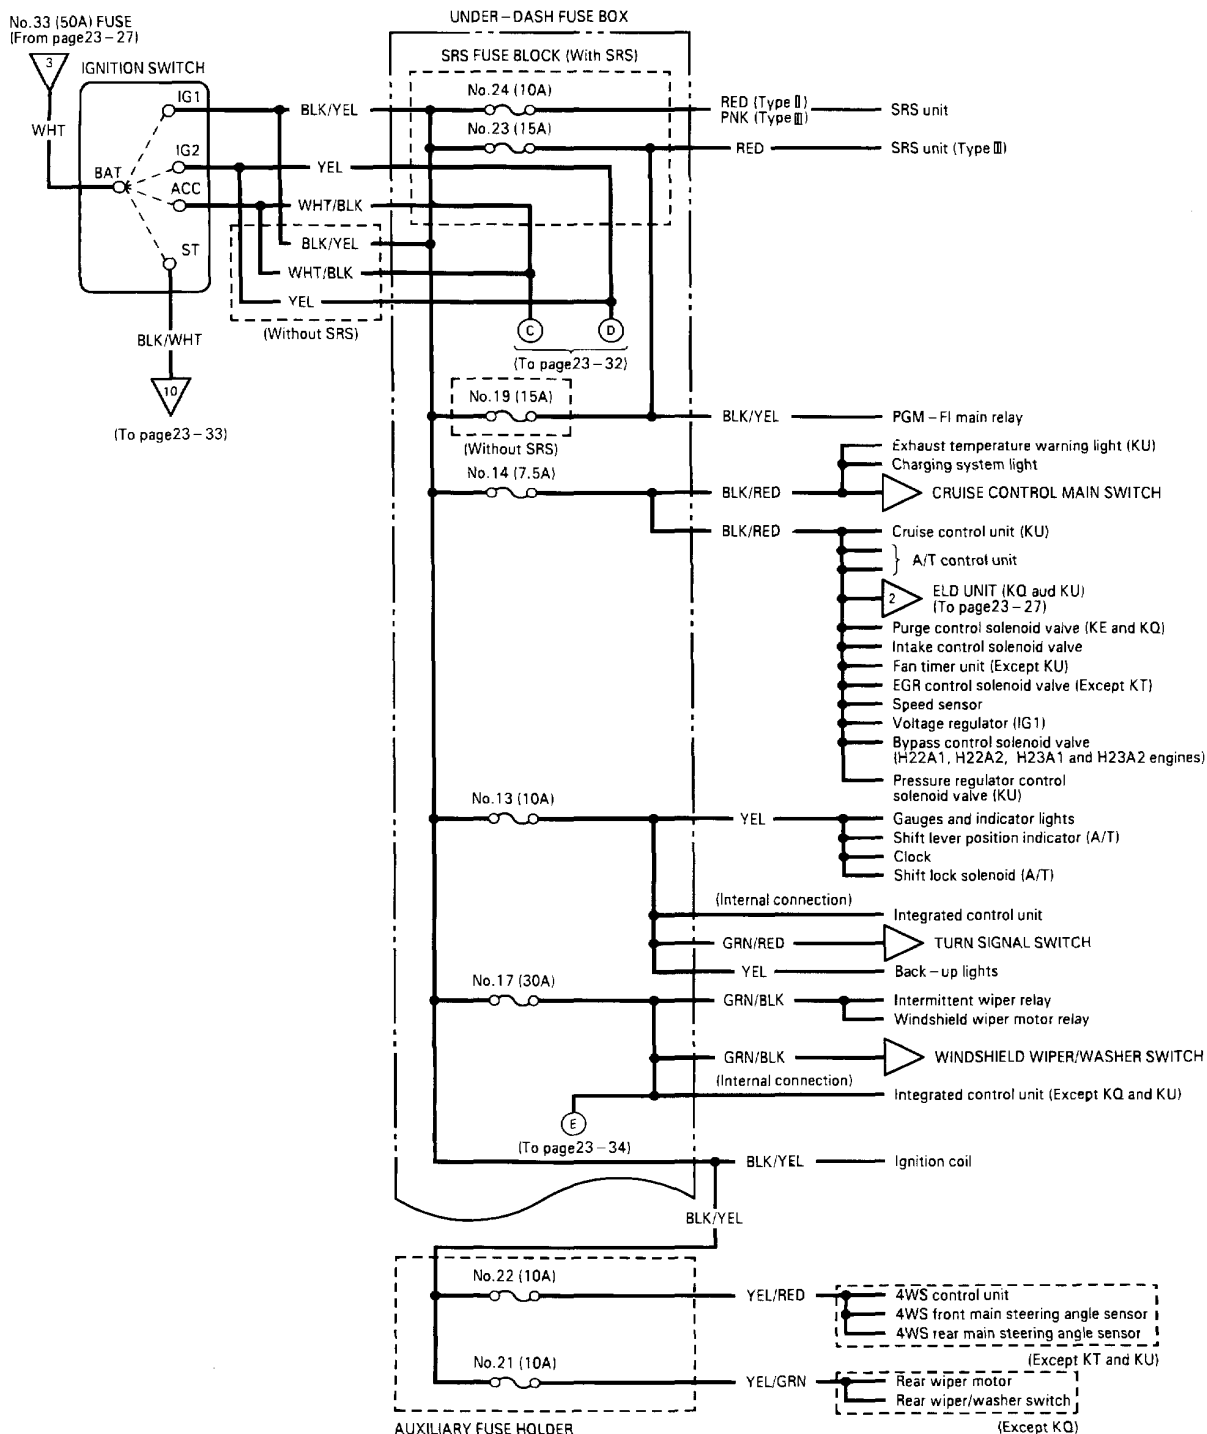 No.33 (50A) FUSE
(From page23-27)
3
WHT
IGNITION SWITCH
IG1
IG2
BAT
ACC
ST
BLK/WHT
10
(To page23-33)
UNDER-DASH FUSE BOX
SRS FUSE BLOCK (With SRS)
BLK/YEL
No.24 (10A)
RED (Type Ⅱ)
PNK (Type Ⅲ)
SRS unit
No.23 (15A)
RED
SRS unit (Type Ⅲ)
YEL
WHT/BLK
BLK/YEL
WHT/BLK
YEL
(Without SRS)
C
D
(To page23-32)
No.19 (15A)
(Without SRS)
BLK/YEL
PGM-FI main relay
No.14 (7.5A)
BLK/RED
Exhaust temperature warning light (KU)
Charging system light
CRUISE CONTROL MAIN SWITCH
BLK/RED
Cruise control unit (KU)
A/T control unit
2
ELD UNIT (KQ aud KU)
(To page23-27)
Purge control solenoid valve (KE and KQ)
Intake control solenoid valve
Fan timer unit (Except KU)
EGR control solenoid valve (Except KT)
Speed sensor
Voltage regulator (IG1)
Bypass control solenoid valve
(H22A1, H22A2, H23A1 and H23A2 engines)
Pressure regulator control
solenoid valve (KU)
No.13 (10A)
YEL
Gauges and indicator lights
Shift lever position indicator (A/T)
Clock
Shift lock solenoid (A/T)
(Internal connection)
Integrated control unit
GRN/RED
TURN SIGNAL SWITCH
YEL
Back-up lights
No.17 (30A)
GRN/BLK
Intermittent wiper relay
Windshield wiper motor relay
GRN/BLK
WINDSHIELD WIPER/WASHER SWITCH
(Internal connection)
Integrated control unit (Except KQ and KU)
E
(To page23-34)
BLK/YEL
Ignition coil
BLK/YEL
No.22 (10A)
YEL/RED
4WS control unit
4WS front main steering angle sensor
4WS rear main steering angle sensor
(Except KT and KU)
No.21 (10A)
YEL/GRN
Rear wiper motor
Rear wiper/washer switch
(Except KQ)
AUXILIARY FUSE HOLDER